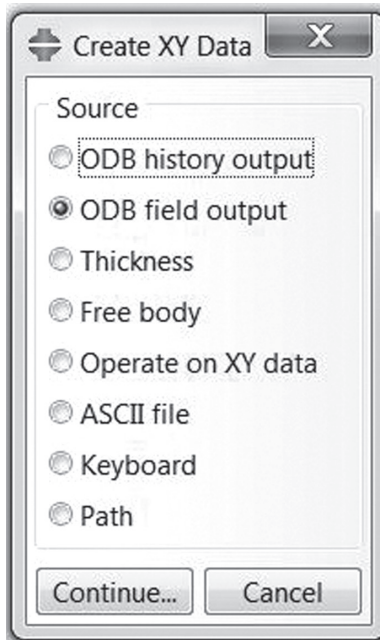 Create XY Data
Source
ODB history output
ODB field output
Thickness
Free body
Operate on XY data
ASCII file
Keyboard
Path
Continue... Cancel